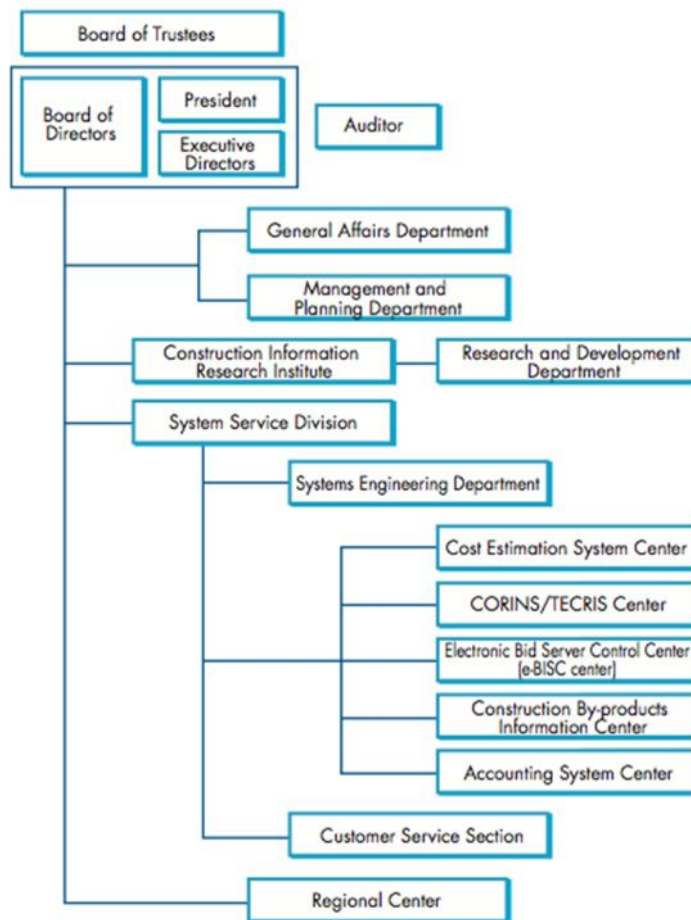 Board of Trustees
Board of
Directors
President
Executive
Directors
Auditor
General Affairs Department
Management and
Planning Department
Construction Information
Research Institute
Research and Development
Department
System Service Division
Systems Engineering Department
Cost Estimation System Center
CORINS/TECRIS Center
Electronic Bid Server Control Center
(e-BISC center)
Construction By-products
Information Center
Accounting System Center
Customer Service Section
Regional Center